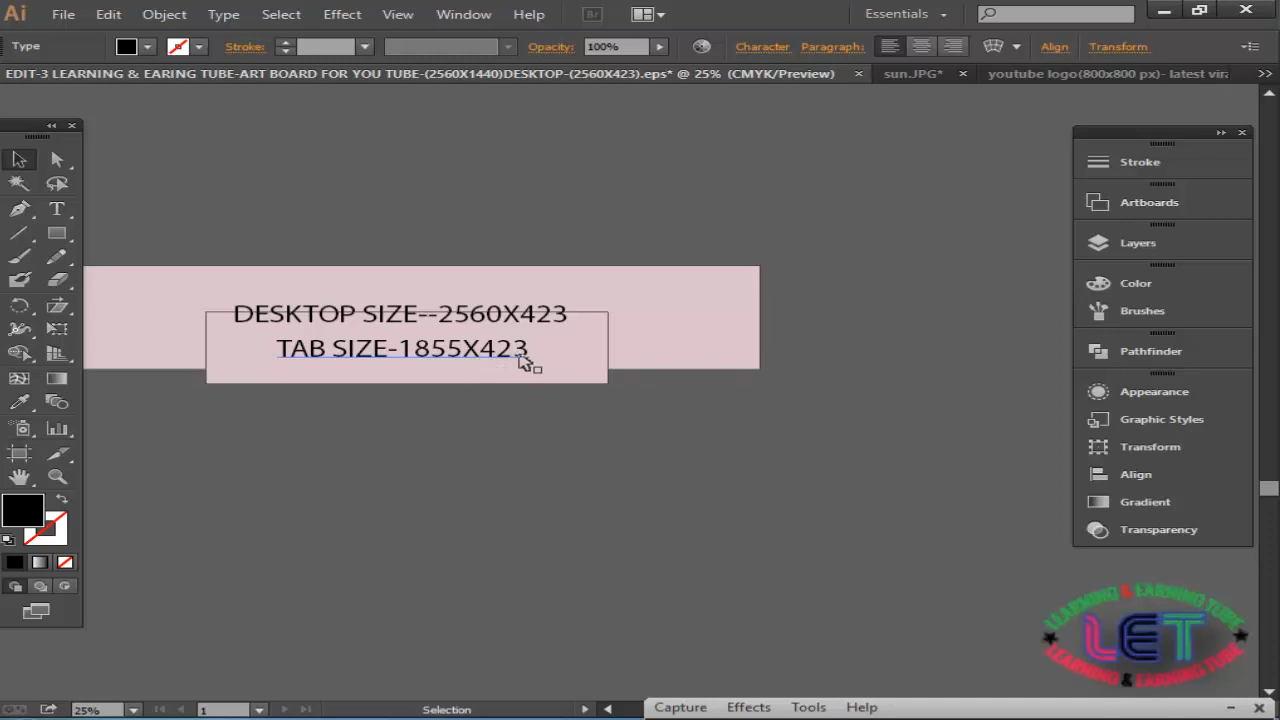 Ai File Edit Object Type Select Effect View Window Help Br Essentials
Type Stroke: Opacity: 100% Character Paragraph: Align Transform
EDIT-3 LEARNING & EARING TUBE-ART BOARD FOR YOU TUBE-(2560X1440)DESKTOP-(2560X423).eps* @ 25% (CMYK/Preview) sun.JPG* youtube logo(800x800 px)- latest vira
Stroke
Artboards
Layers
Color
Brushes
Pathfinder
Appearance
Graphic Styles
Transform
Align
Gradient
Transparency
DESKTOP SIZE--2560X423
TAB SIZE-1855X423
LEARNING & EARNING TUBE
LET
LEARNING & EARNING TUBE
25% 1 Selection
Capture Effects Tools Help